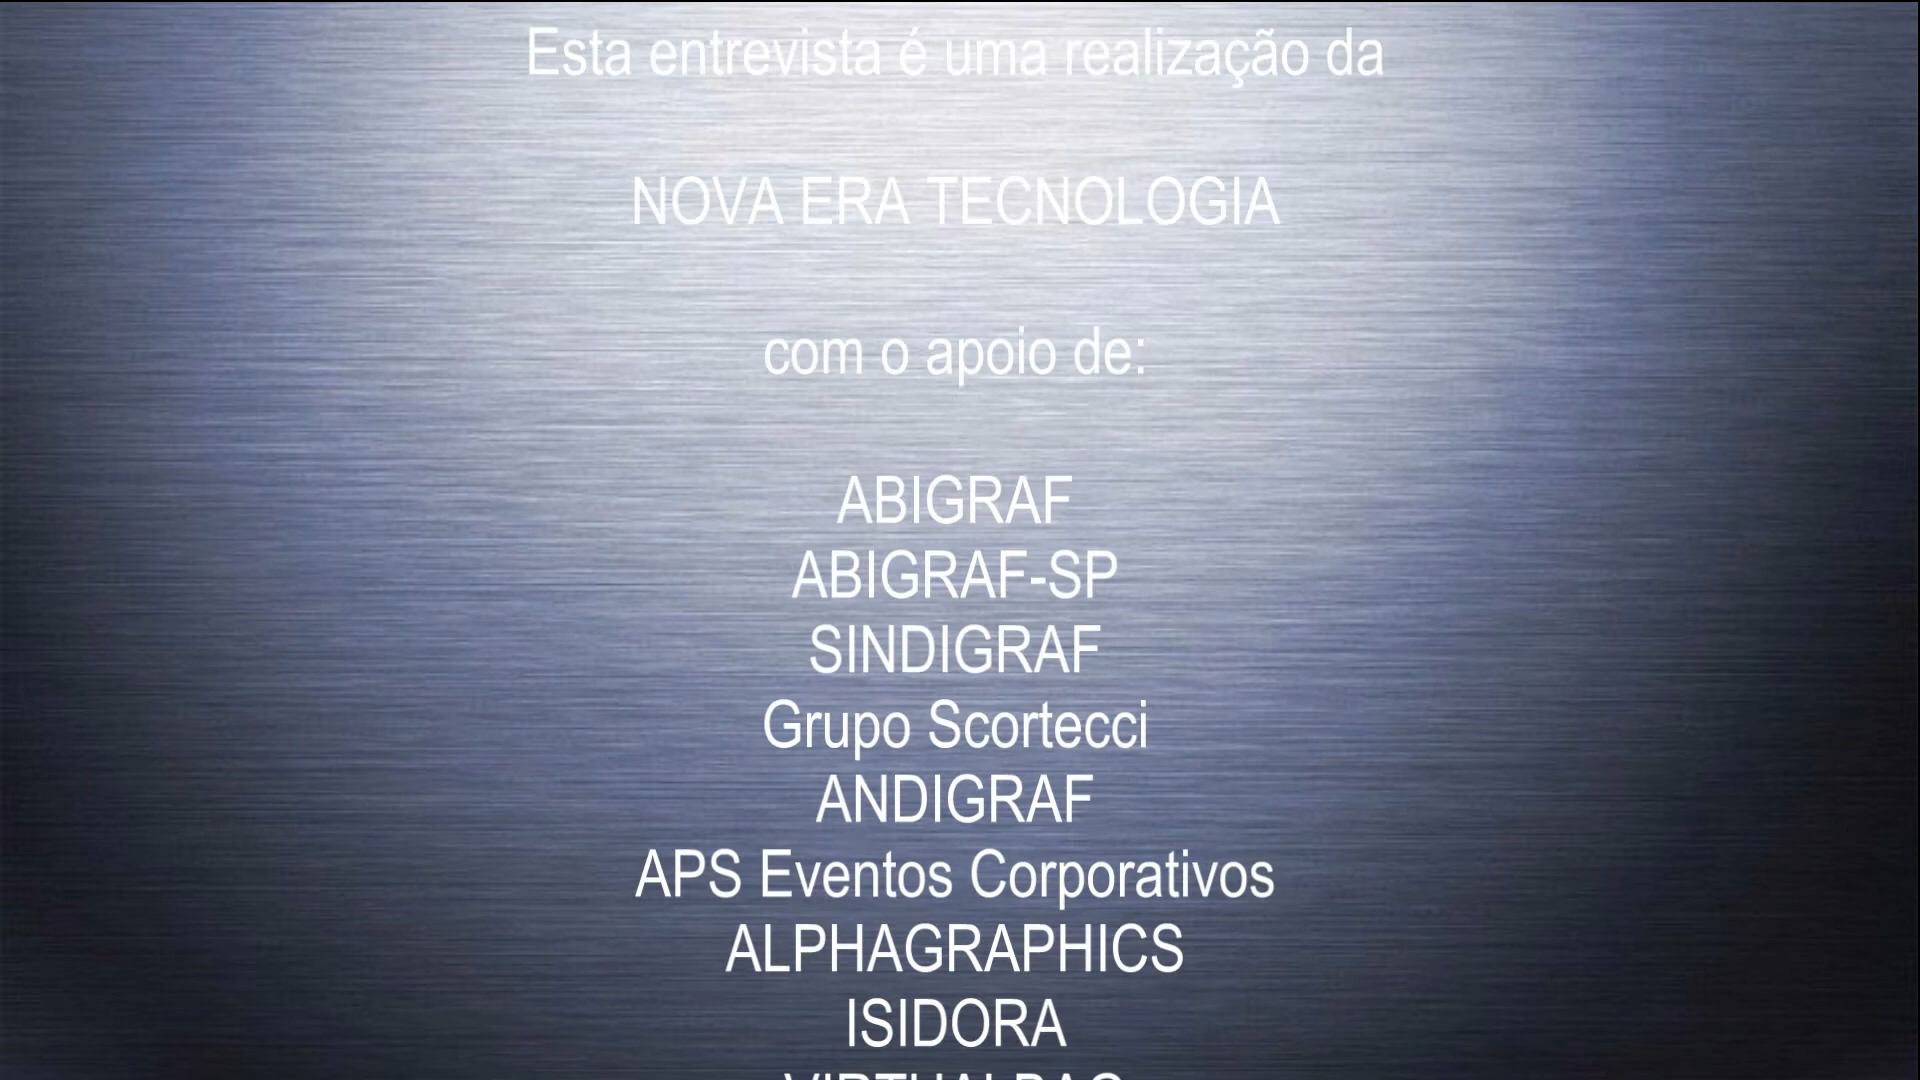 Esta entrevista é uma realização da
NOVA ERA TECNOLOGIA
com o apoio de:
ABIGRAF
ABIGRAF-SP
SINDIGRAF
Grupo Scortecci
ANDIGRAF
APS Eventos Corporativos
ALPHAGRAPHICS
ISIDORA